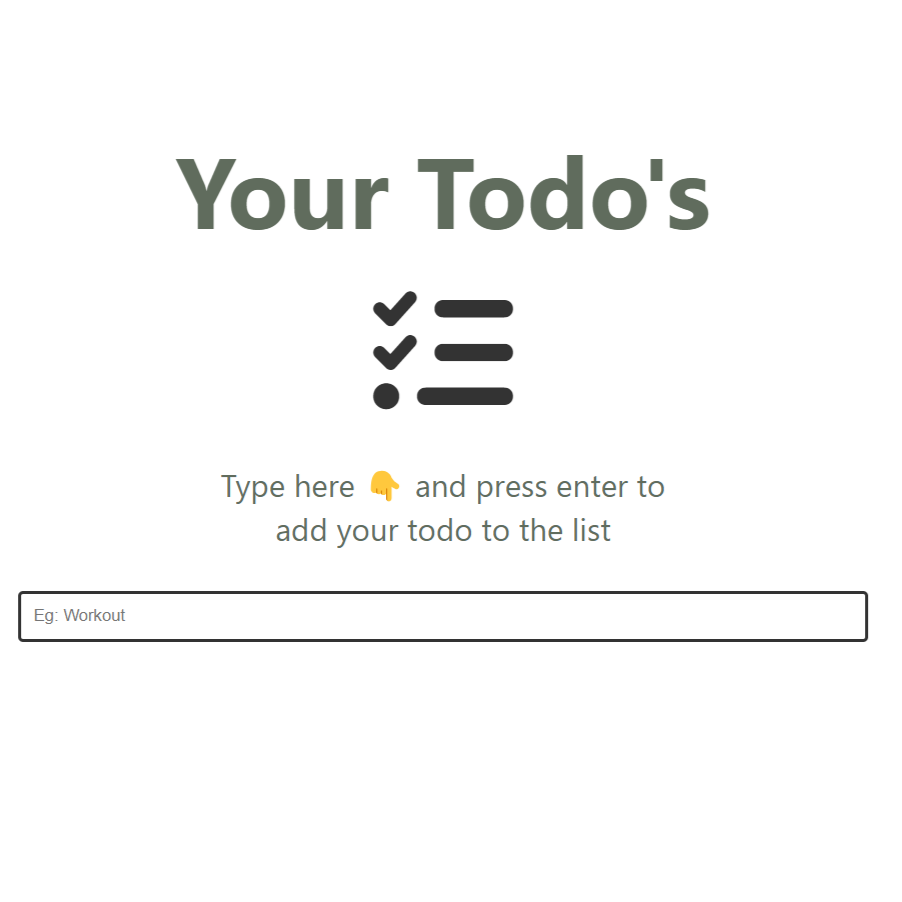 Your Todo's
Type here 👇 and press enter to
add your todo to the list
Eg: Workout